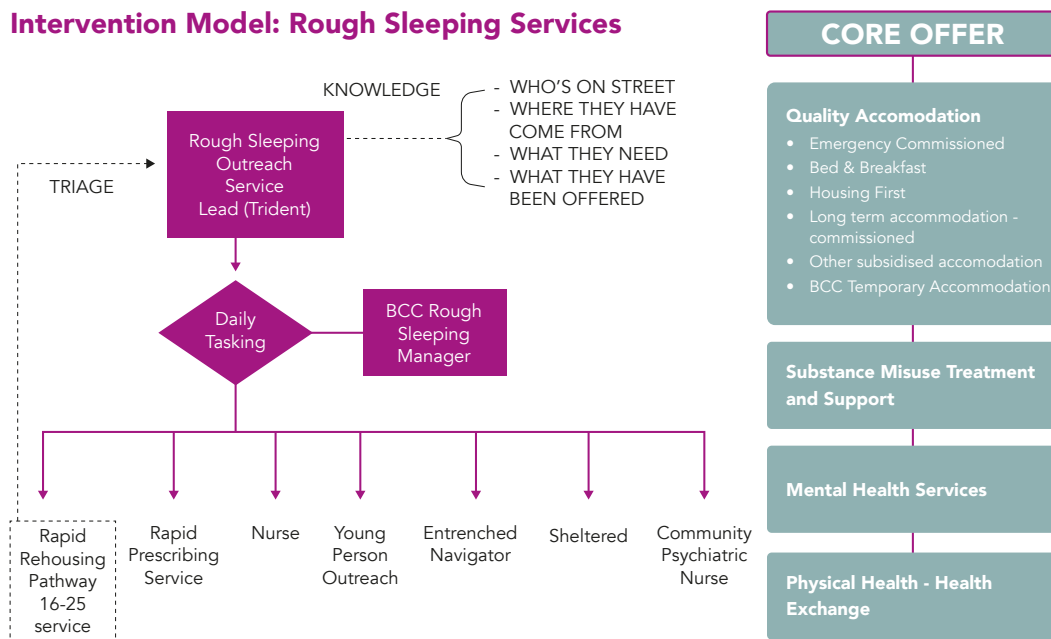 Intervention Model: Rough Sleeping Services
KNOWLEDGE
- WHO'S ON STREET
- WHERE THEY HAVE
COME FROM
- WHAT THEY NEED
- WHAT THEY HAVE
BEEN OFFERED
TRIAGE
Rough Sleeping
Outreach
Service
Lead (Trident)
Daily
Tasking
BCC Rough
Sleeping
Manager
Rapid
Rehousing
Pathway
16-25
service
Rapid
Prescribing
Service
Nurse
Young
Person
Outreach
Entrenched
Navigator
Sheltered
Community
Psychiatric
Nurse
CORE OFFER
Quality Accomodation
• Emergency Commissioned
• Bed & Breakfast
• Housing First
• Long term accommodation -
commissioned
• Other subsidised accomodation
• BCC Temporary Accommodation
Substance Misuse Treatment
and Support
Mental Health Services
Physical Health - Health
Exchange